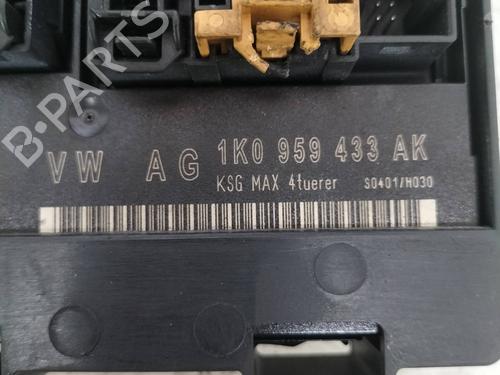 B-PARTS
VW AG 1K0 959 433 AK
KSG MAX 4tuerer S0401/H030